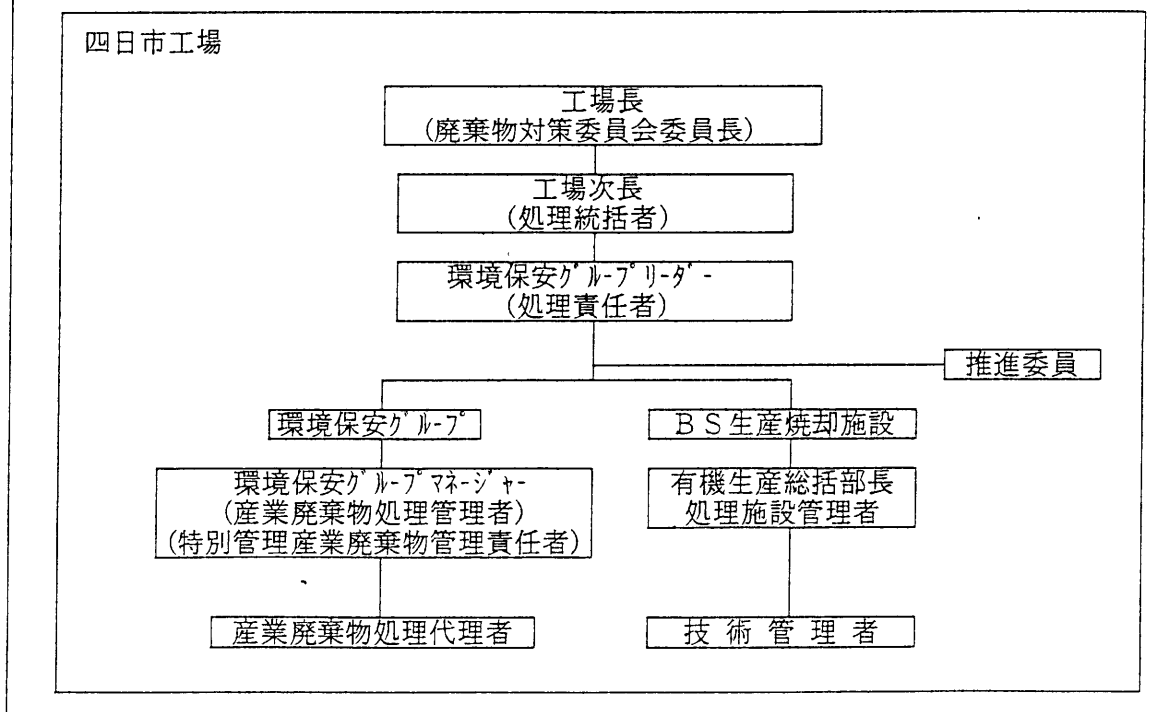 四日市工場
工場長
(廃棄物対策委員会委員長)
工場次長
(処理統括者)
環境保安ｸﾞﾙｰﾌﾟﾘｰﾀﾞｰ
(処理責任者)
推進委員
環境保安ｸﾞﾙｰﾌﾟ
ＢＳ生産焼却施設
環境保安ｸﾞﾙｰﾌﾟﾏﾈｰｼﾞｬｰ
(産業廃棄物処理管理者)
(特別管理産業廃棄物管理責任者)
有機生産総括部長
処理施設管理者
産業廃棄物処理代理者
技術管理者